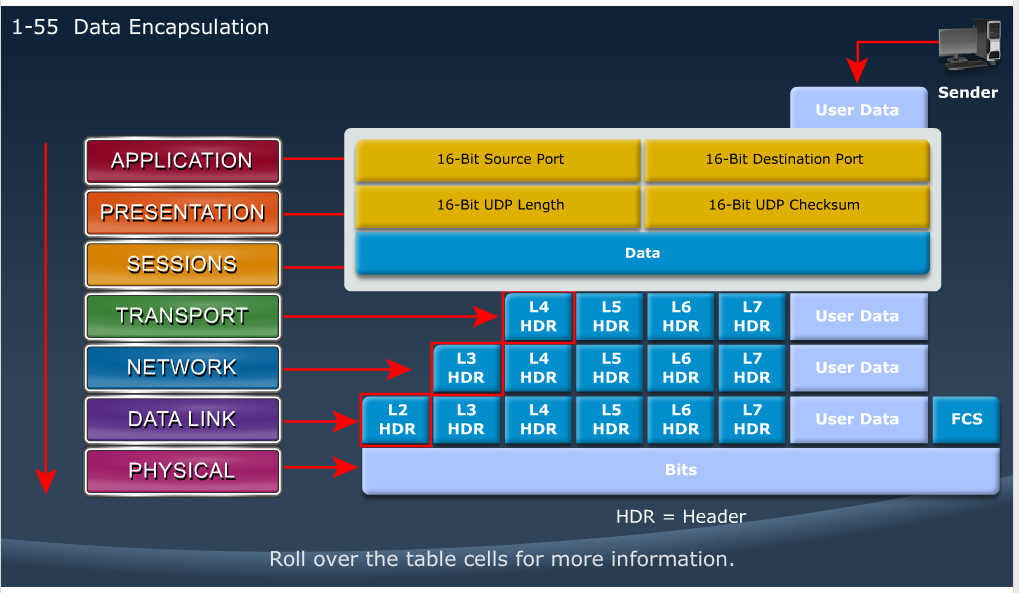 1-55 Data Encapsulation
Sender
User Data
APPLICATION
16-Bit Source Port
16-Bit Destination Port
PRESENTATION
16-Bit UDP Length
16-Bit UDP Checksum
SESSIONS
Data
TRANSPORT
L4
HDR
L5
HDR
L6
HDR
L7
HDR
User Data
NETWORK
L3
HDR
L4
HDR
L5
HDR
L6
HDR
L7
HDR
User Data
DATA LINK
L2
HDR
L3
HDR
L4
HDR
L5
HDR
L6
HDR
L7
HDR
User Data
FCS
PHYSICAL
Bits
HDR = Header
Roll over the table cells for more information.